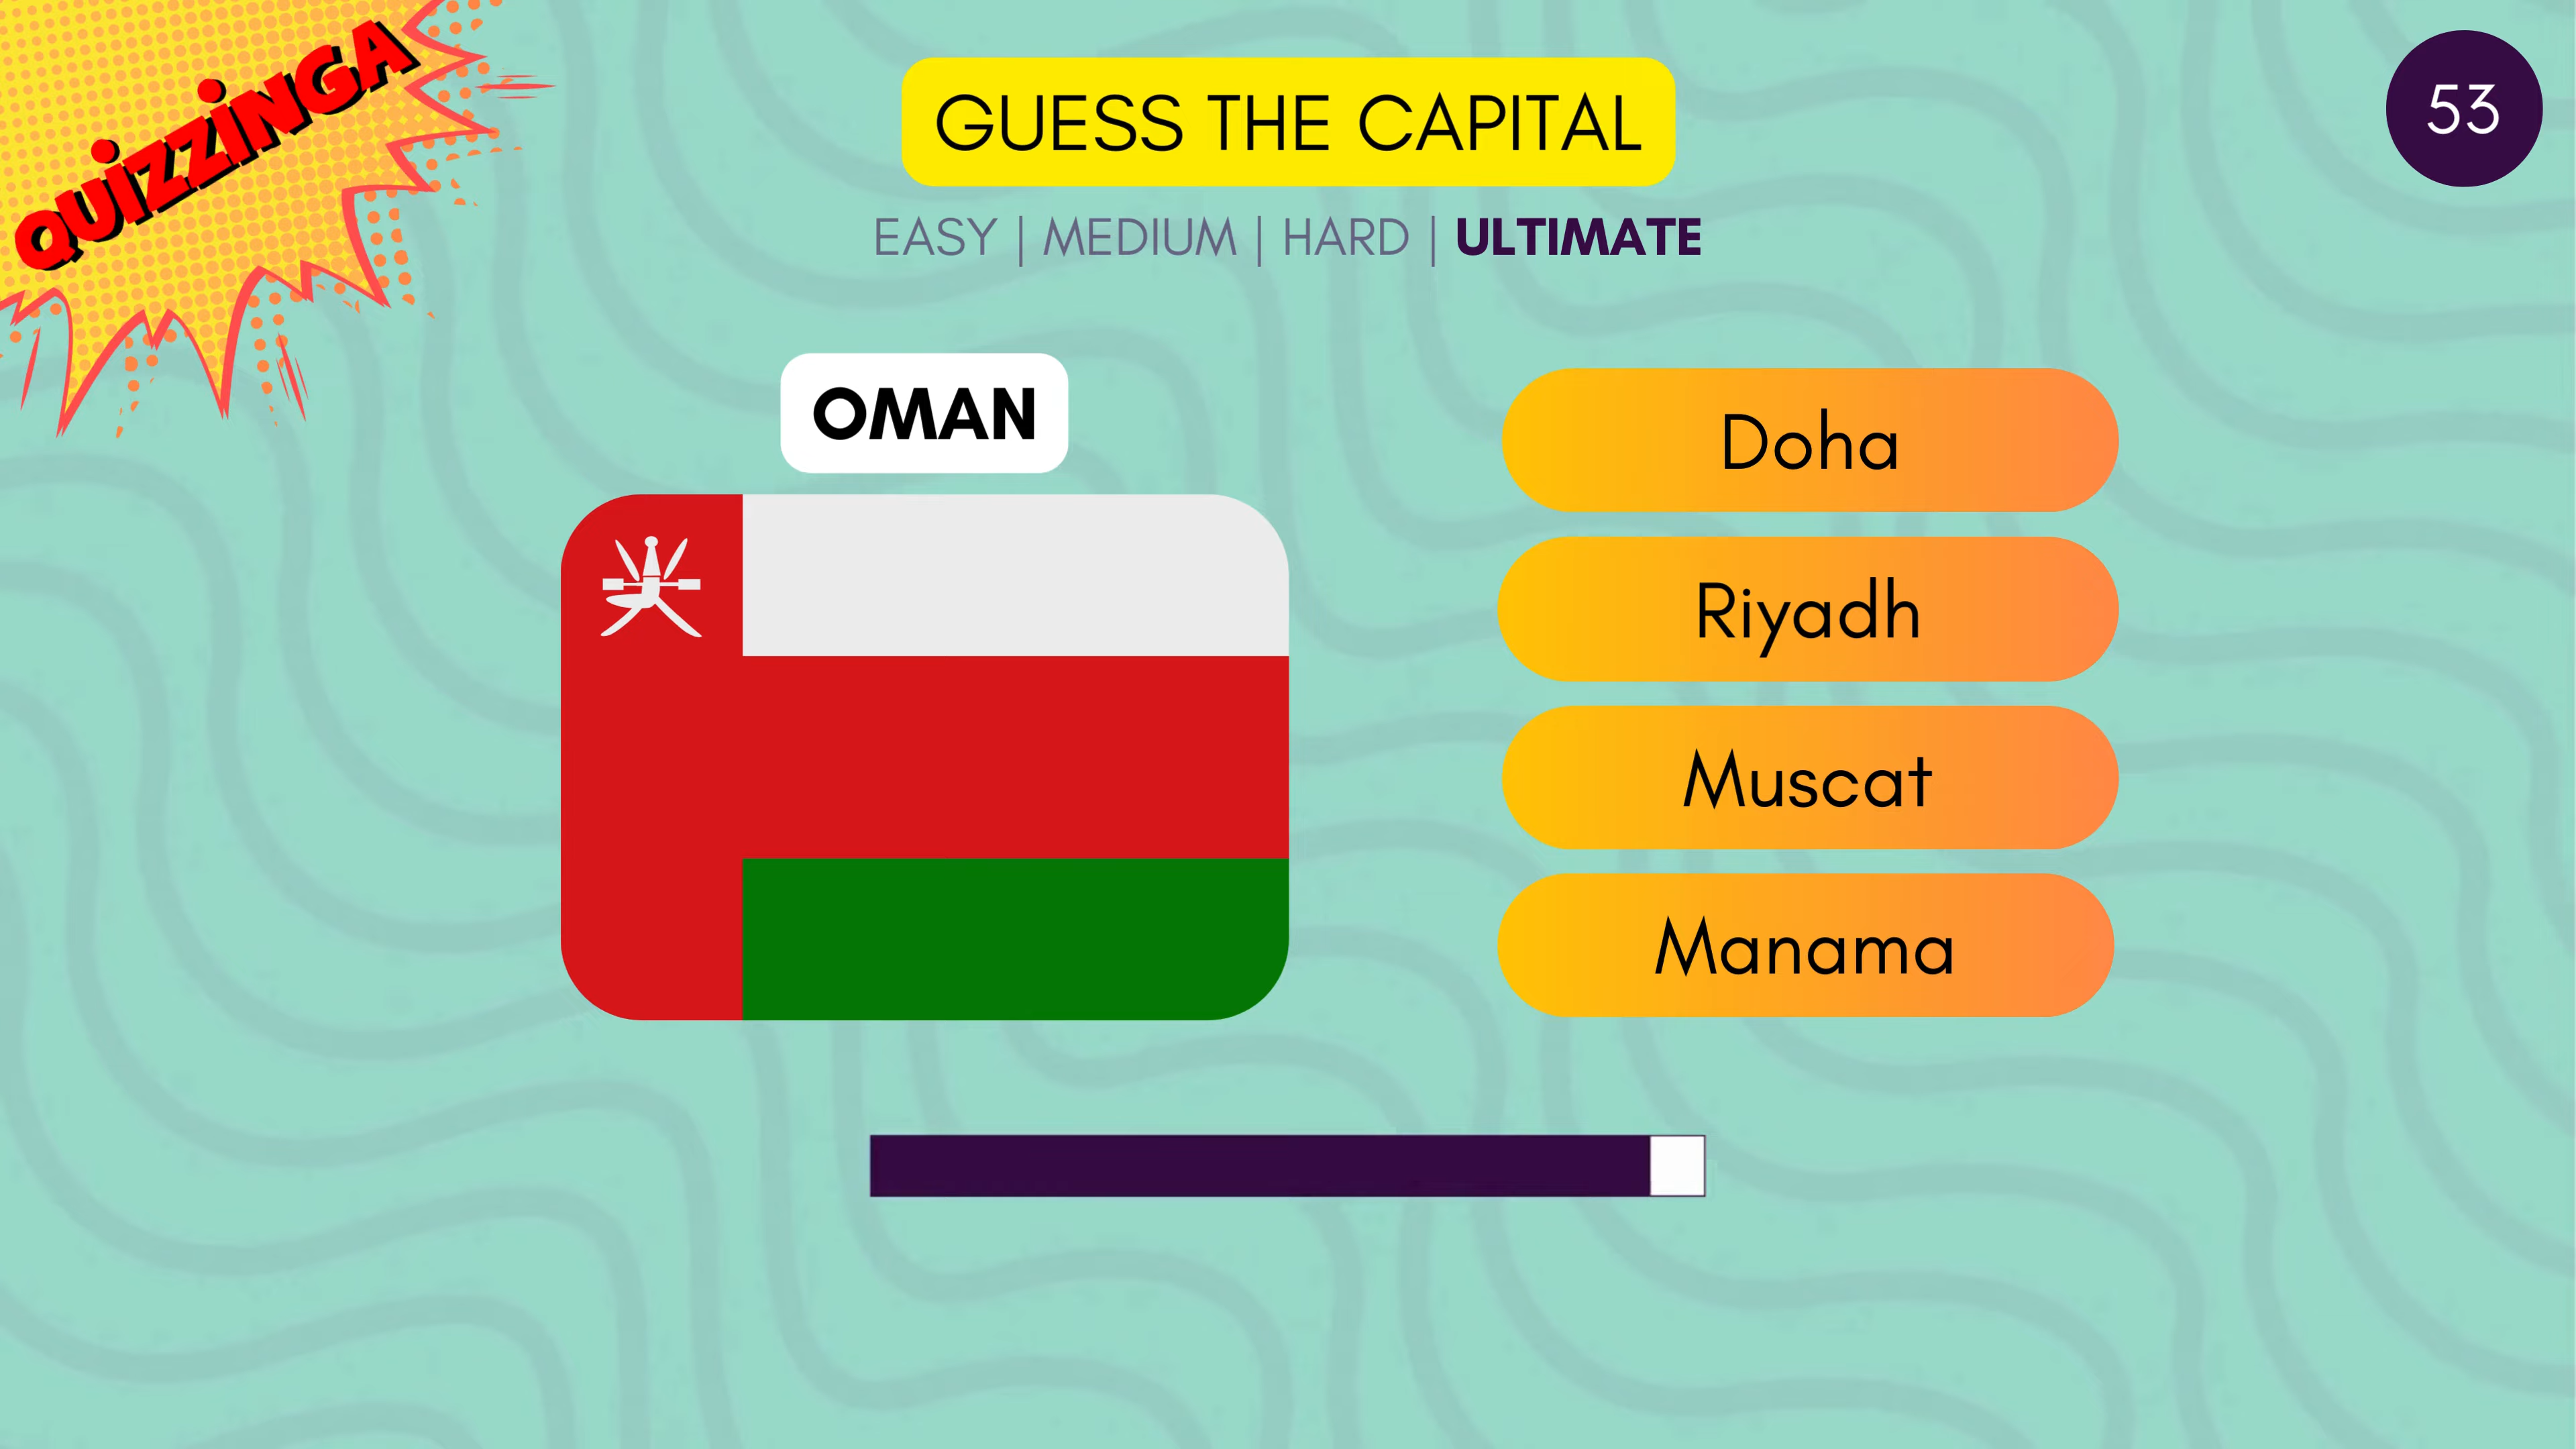 QUIZZINGA
GUESS THE CAPITAL
53
EASY | MEDIUM | HARD | ULTIMATE
OMAN
Doha
Riyadh
Muscat
Manama